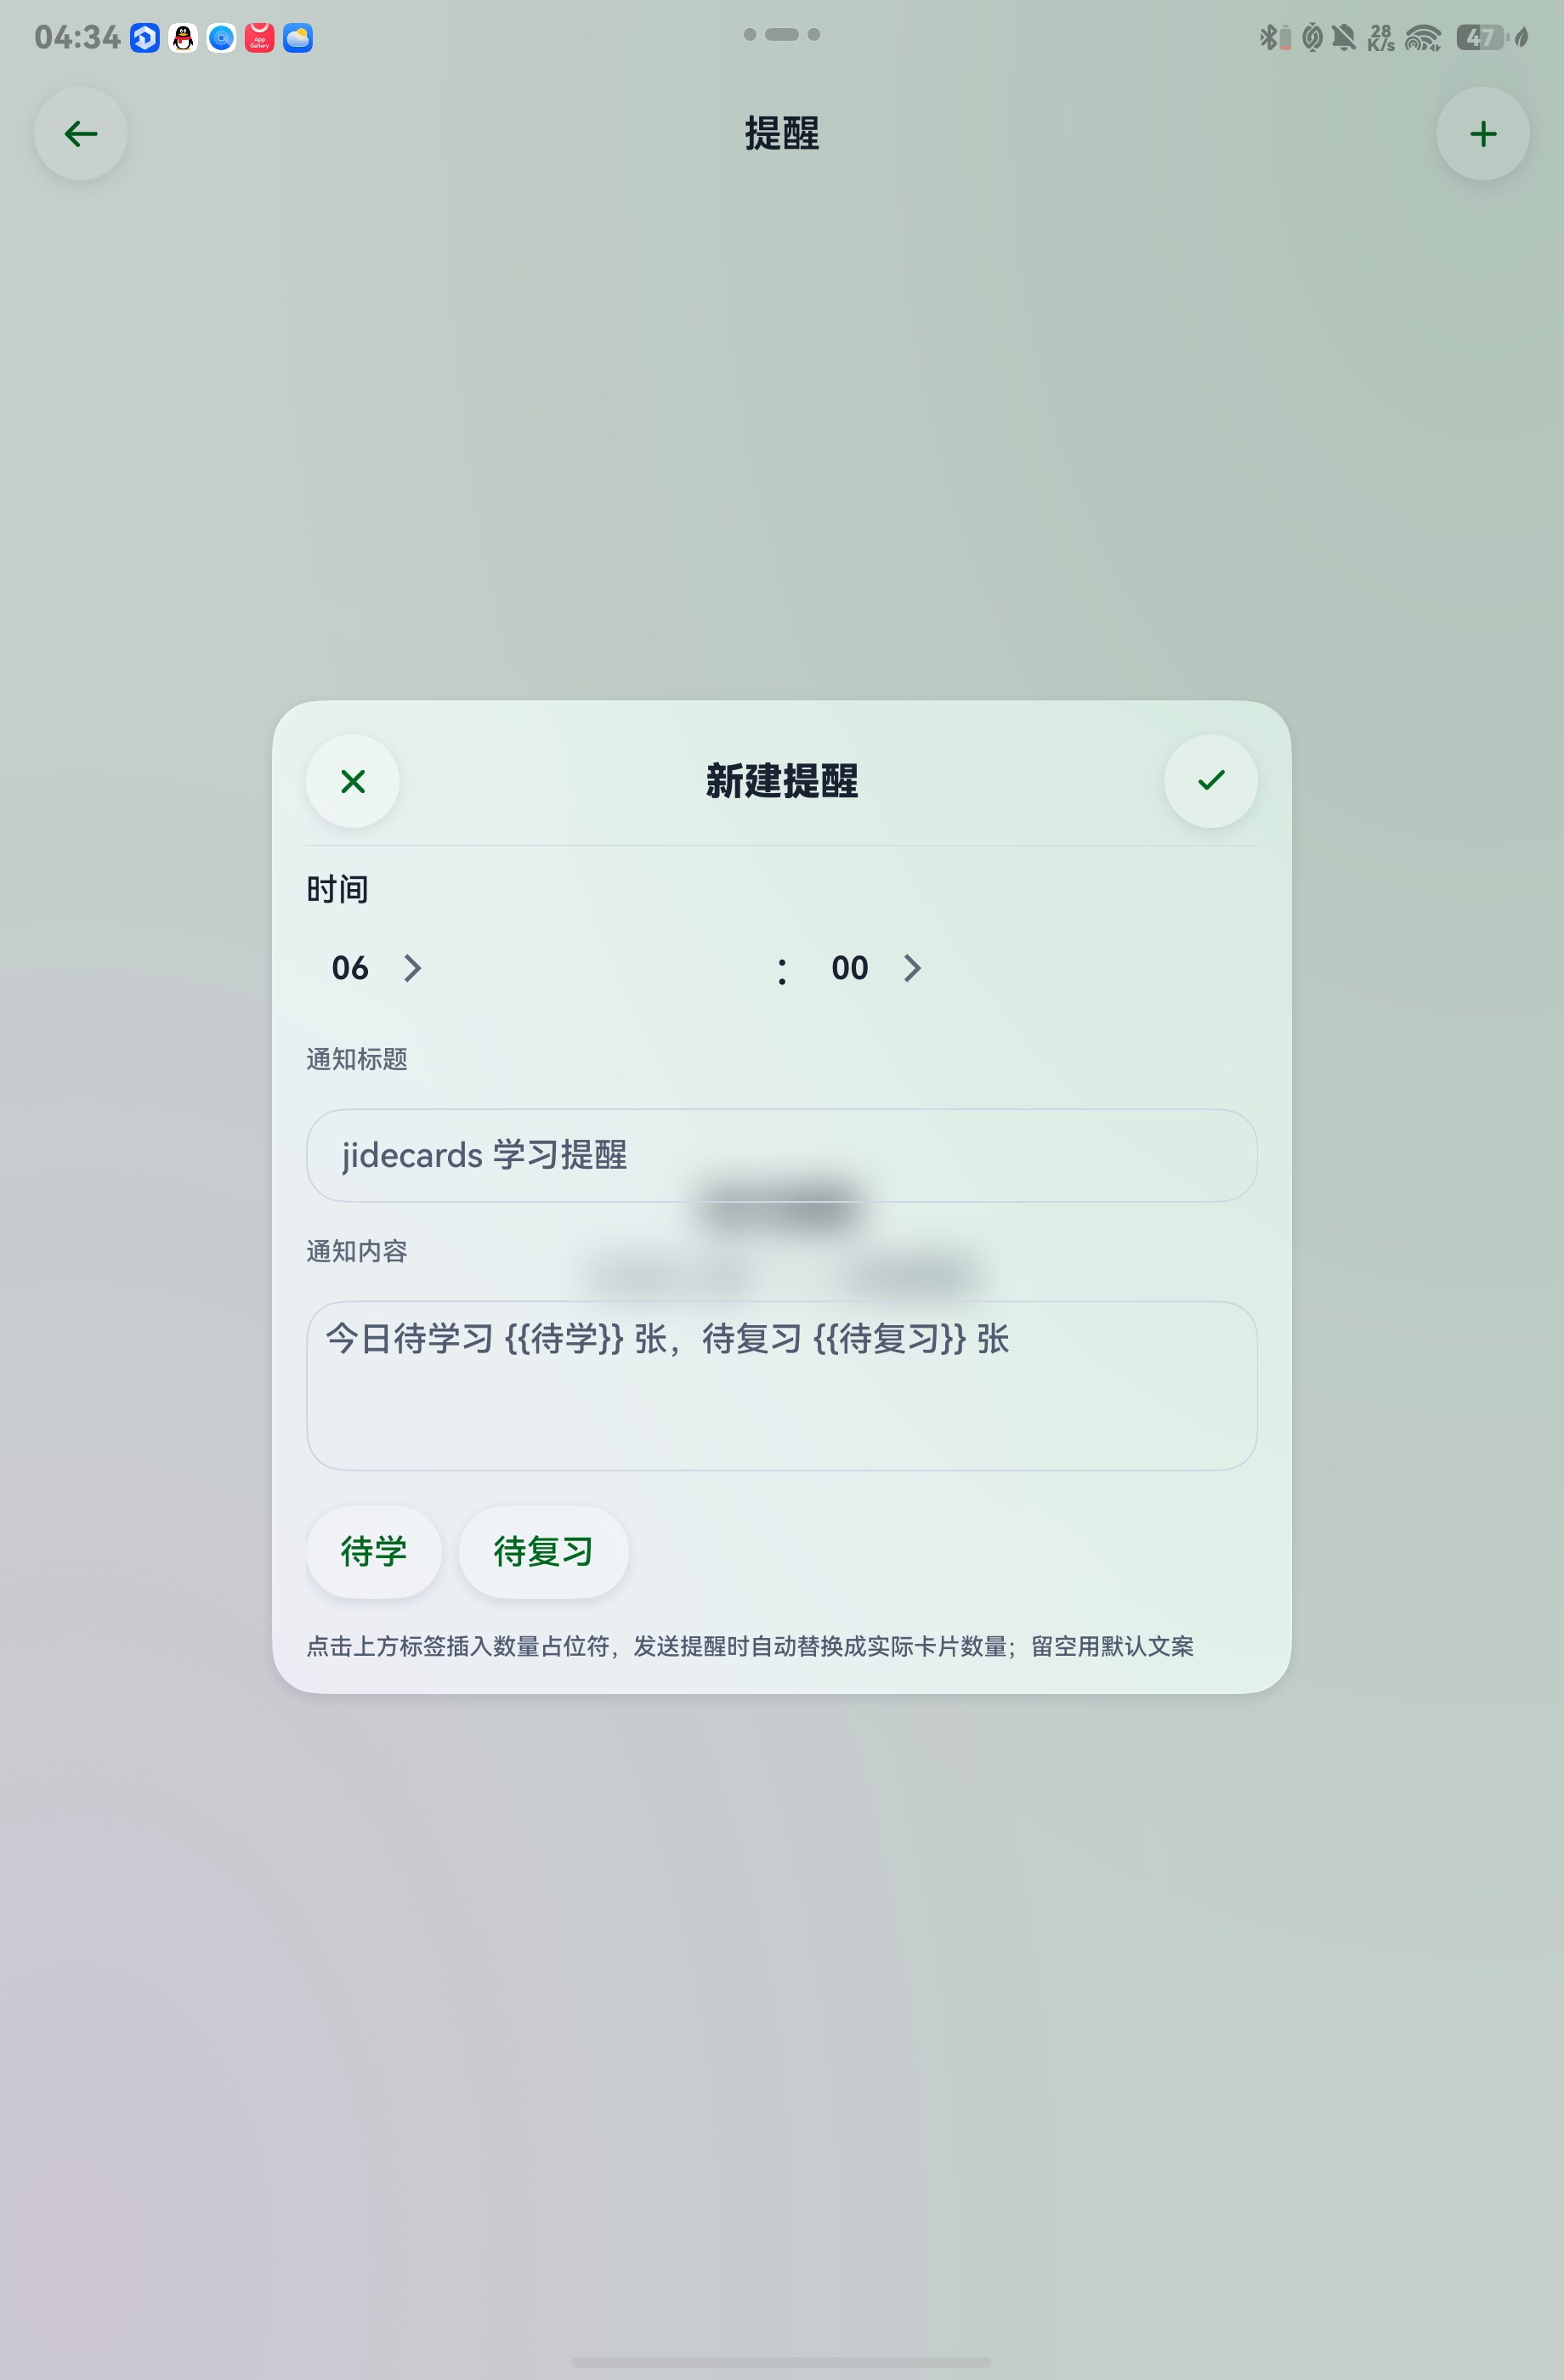 04:34
28
K/s
47
提醒
新建提醒
时间
06 : 00
通知标题
jidecards 学习提醒
通知内容
今日待学习 {{待学}} 张，待复习 {{待复习}} 张
待学 待复习
点击上方标签插入数量占位符，发送提醒时自动替换成实际卡片数量；留空用默认文案